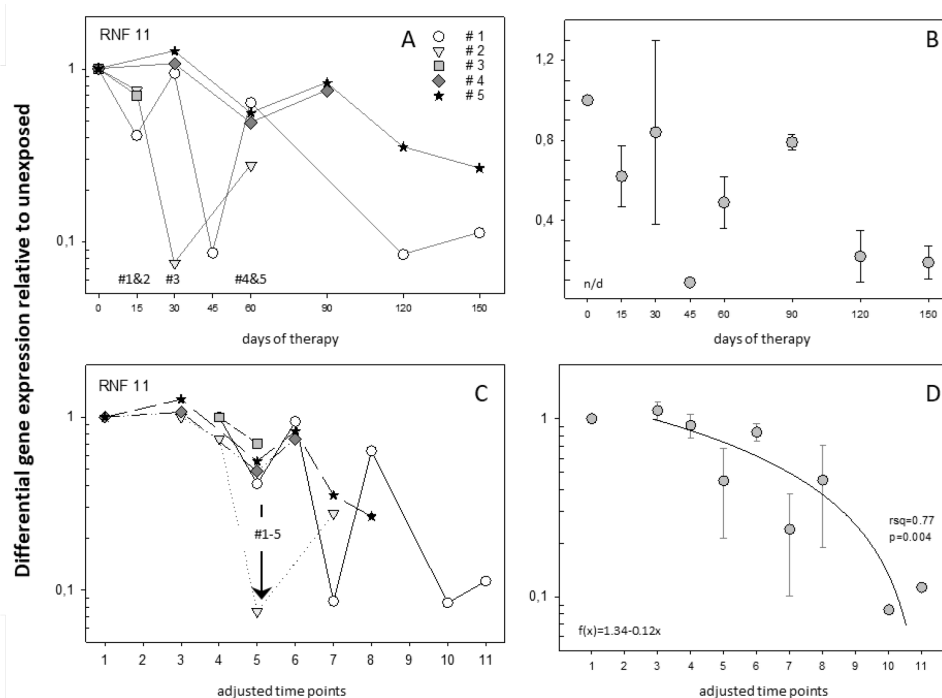 Differential gene expression relative to unexposed
RNF 11
A
# 1
# 2
# 3
# 4
# 5
1
0,1
#1&2 #3 #4&5
0 15 30 45 60 90 120 150
days of therapy
B
1,2
0,8
0,4
n/d
0 15 30 45 60 90 120 150
days of therapy
RNF 11
C
1
0,1
#1-5
1 2 3 4 5 6 7 8 9 10 11
adjusted time points
D
1
0,1
rsq=0.77
p=0.004
f(x)=1.34-0.12x
1 2 3 4 5 6 7 8 9 10 11
adjusted time points